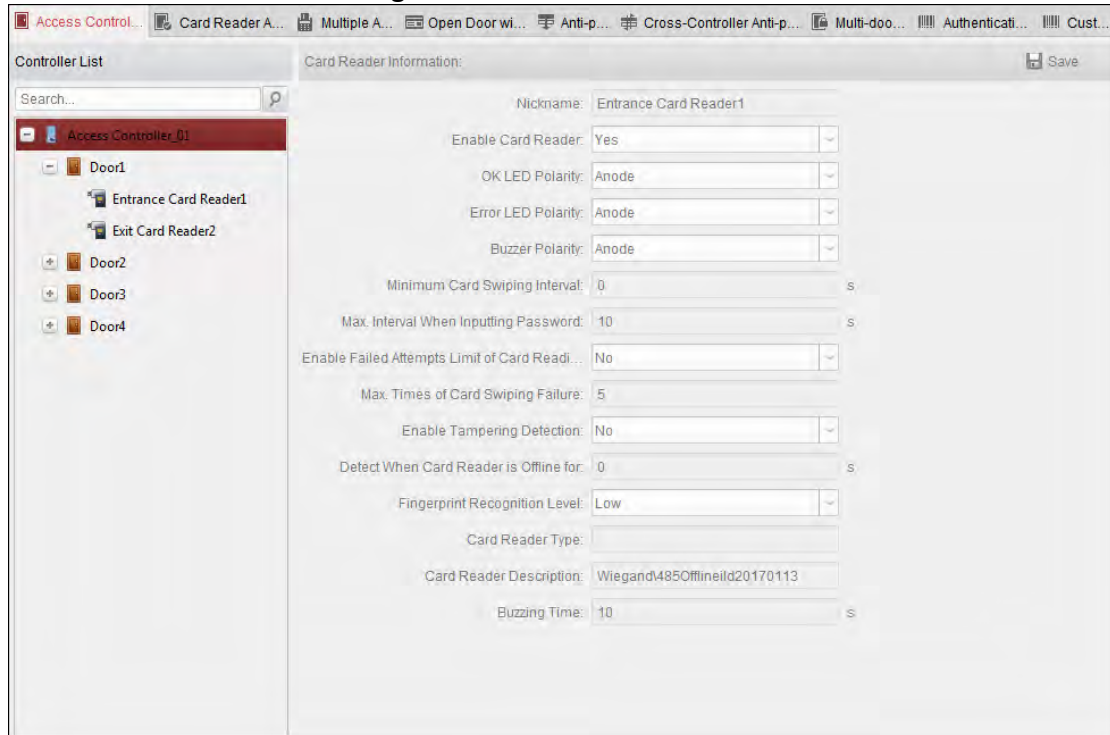 Access Control... Card Reader A... Multiple A... Open Door wi... Anti-p... Cross-Controller Anti-p... Multi-doo... Authenticati... Cust...
Controller List
Card Reader Information:
Save
Search...
Access Controller_01
Door1
Entrance Card Reader1
Exit Card Reader2
Door2
Door3
Door4
Nickname: Entrance Card Reader1
Enable Card Reader: Yes
OK LED Polarity: Anode
Error LED Polarity: Anode
Buzzer Polarity: Anode
Minimum Card Swiping Interval: 0 s
Max. Interval When Inputting Password: 10 s
Enable Failed Attempts Limit of Card Readi... No
Max. Times of Card Swiping Failure: 5
Enable Tampering Detection: No
Detect When Card Reader is Offline for: 0 s
Fingerprint Recognition Level: Low
Card Reader Type:
Card Reader Description: Wiegand\485Offlineild20170113
Buzzing Time: 10 s